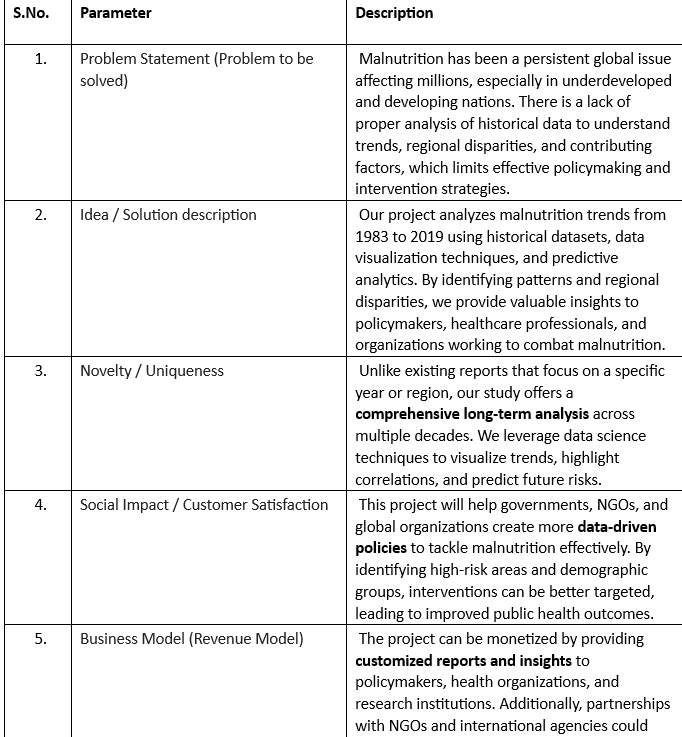 S.No. Parameter Description
1. Problem Statement (Problem to be solved) Malnutrition has been a persistent global issue
affecting millions, especially in underdeveloped
and developing nations. There is a lack of
proper analysis of historical data to understand
trends, regional disparities, and contributing
factors, which limits effective policymaking and
intervention strategies.
2. Idea / Solution description Our project analyzes malnutrition trends from
1983 to 2019 using historical datasets, data
visualization techniques, and predictive
analytics. By identifying patterns and regional
disparities, we provide valuable insights to
policymakers, healthcare professionals, and
organizations working to combat malnutrition.
3. Novelty / Uniqueness Unlike existing reports that focus on a specific
year or region, our study offers a
comprehensive long-term analysis across
multiple decades. We leverage data science
techniques to visualize trends, highlight
correlations, and predict future risks.
4. Social Impact / Customer Satisfaction This project will help governments, NGOs, and
global organizations create more data-driven
policies to tackle malnutrition effectively. By
identifying high-risk areas and demographic
groups, interventions can be better targeted,
leading to improved public health outcomes.
5. Business Model (Revenue Model) The project can be monetized by providing
customized reports and insights to
policymakers, health organizations, and
research institutions. Additionally, partnerships
with NGOs and international agencies could